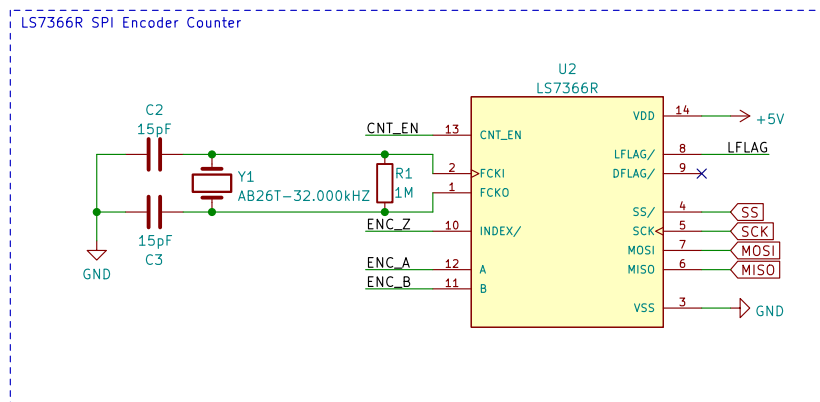 LS7366R SPI Encoder Counter
U2
LS7366R
C2
15pF
Y1
AB26T-32.000kHZ
R1
1M
15pF
C3
GND
CNT_EN
ENC_Z
ENC_A
ENC_B
13 CNT_EN
2 FCKI
1 FCKO
10 INDEX/
12 A
11 B
VDD 14 +5V
LFLAG/ 8 LFLAG
DFLAG/ 9
SS/ 4 SS
SCK 5 SCK
MOSI 7 MOSI
MISO 6 MISO
VSS 3 GND